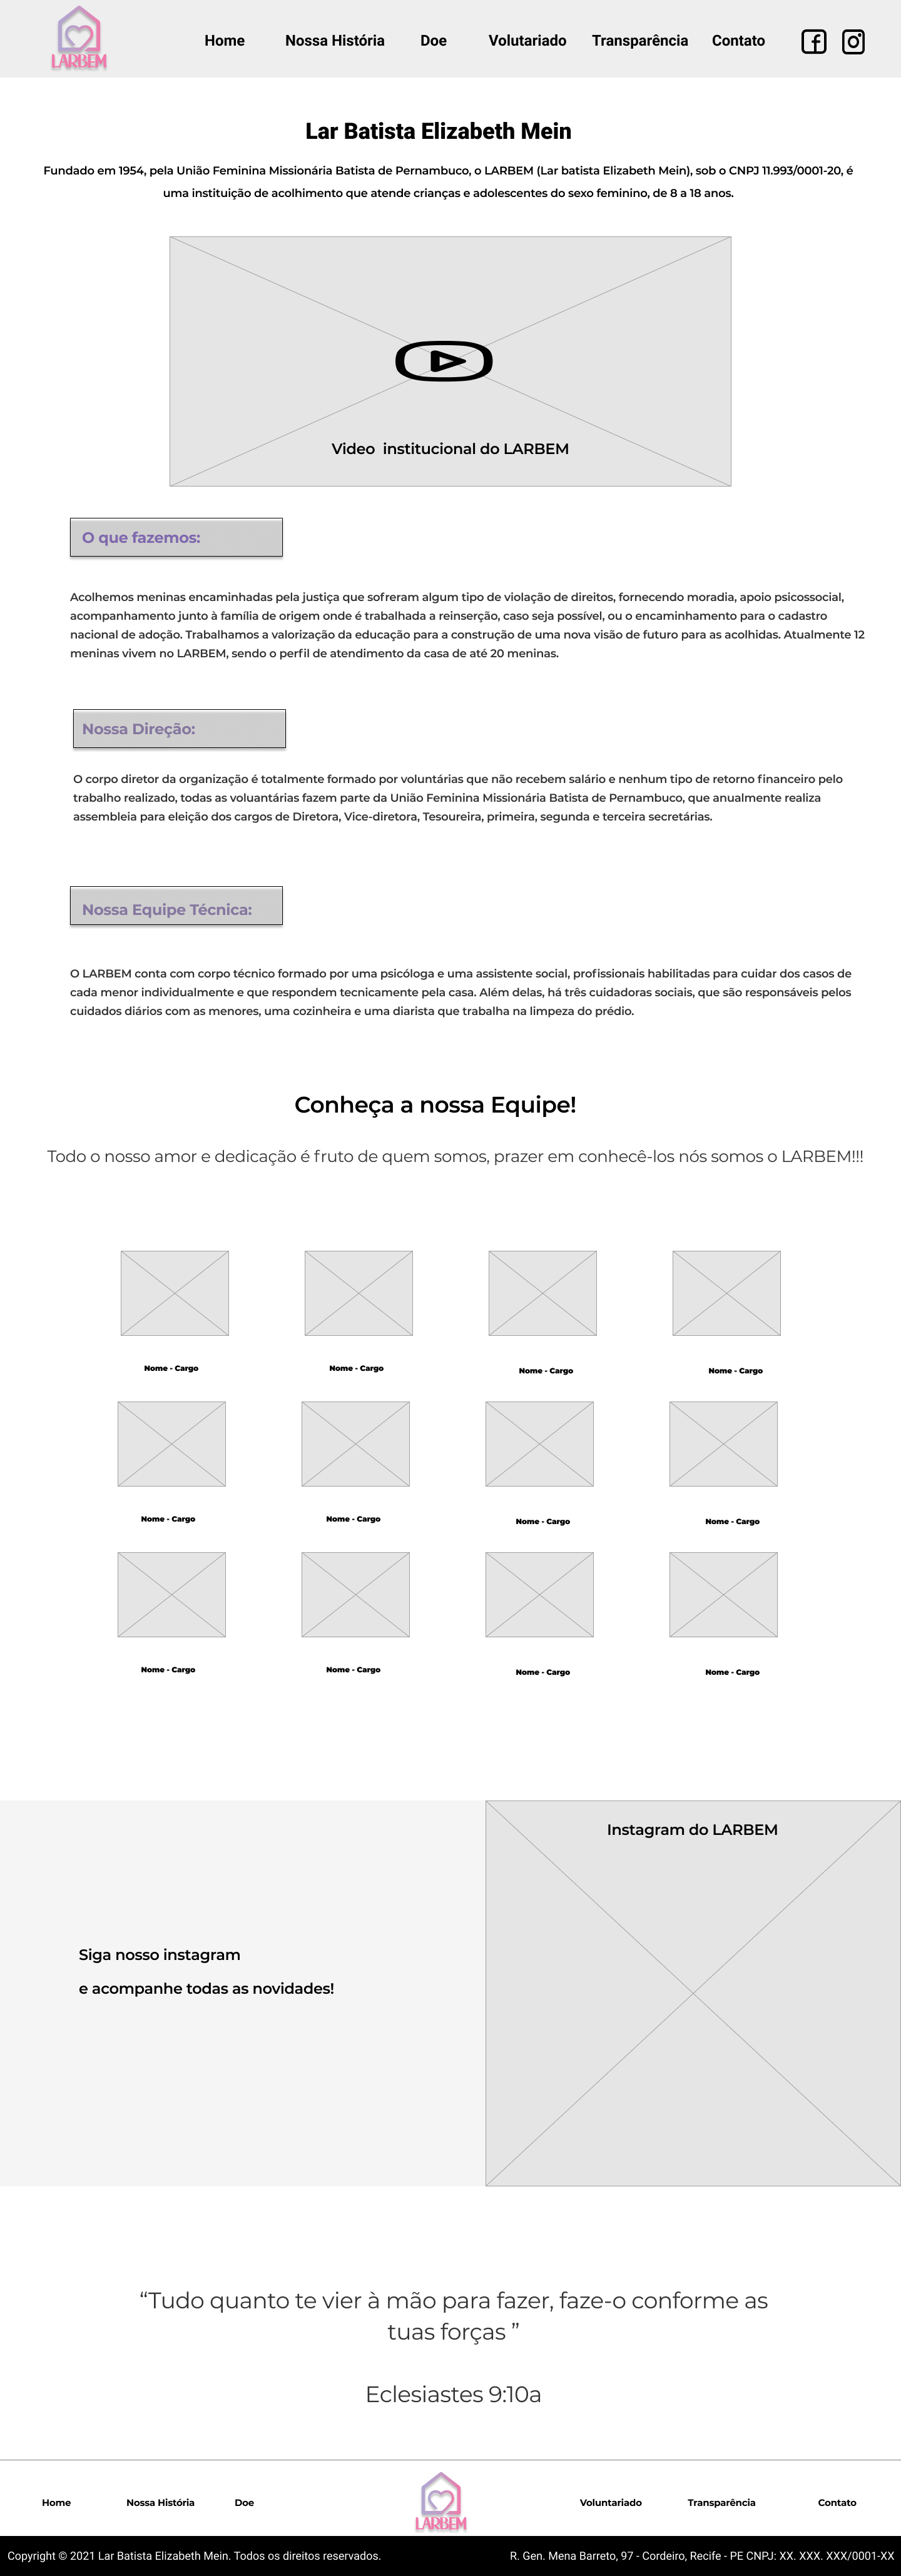 LARBEM
Home Nossa História Doe Volutariado Transparência Contato
Lar Batista Elizabeth Mein
Fundado em 1954, pela União Feminina Missionária Batista de Pernambuco, o LARBEM (Lar batista Elizabeth Mein), sob o CNPJ 11.993/0001-20, é
uma instituição de acolhimento que atende crianças e adolescentes do sexo feminino, de 8 a 18 anos.
Video institucional do LARBEM
O que fazemos:
Acolhemos meninas encaminhadas pela justiça que sofreram algum tipo de violação de direitos, fornecendo moradia, apoio psicossocial,
acompanhamento junto à família de origem onde é trabalhada a reinserção, caso seja possível, ou o encaminhamento para o cadastro
nacional de adoção. Trabalhamos a valorização da educação para a construção de uma nova visão de futuro para as acolhidas. Atualmente 12
meninas vivem no LARBEM, sendo o perfil de atendimento da casa de até 20 meninas.
Nossa Direção:
O corpo diretor da organização é totalmente formado por voluntárias que não recebem salário e nenhum tipo de retorno financeiro pelo
trabalho realizado, todas as voluantárias fazem parte da União Feminina Missionária Batista de Pernambuco, que anualmente realiza
assembleia para eleição dos cargos de Diretora, Vice-diretora, Tesoureira, primeira, segunda e terceira secretárias.
Nossa Equipe Técnica:
O LARBEM conta com corpo técnico formado por uma psicóloga e uma assistente social, profissionais habilitadas para cuidar dos casos de
cada menor individualmente e que respondem tecnicamente pela casa. Além delas, há três cuidadoras sociais, que são responsáveis pelos
cuidados diários com as menores, uma cozinheira e uma diarista que trabalha na limpeza do prédio.
Conheça a nossa Equipe!
Todo o nosso amor e dedicação é fruto de quem somos, prazer em conhecê-los nós somos o LARBEM!!!
Nome - Cargo Nome - Cargo Nome - Cargo Nome - Cargo
Nome - Cargo Nome - Cargo Nome - Cargo Nome - Cargo
Nome - Cargo Nome - Cargo Nome - Cargo Nome - Cargo
Instagram do LARBEM
Siga nosso instagram
e acompanhe todas as novidades!
“Tudo quanto te vier à mão para fazer, faze-o conforme as
tuas forças ”
Eclesiastes 9:10a
Home Nossa História Doe LARBEM Voluntariado Transparência Contato
Copyright © 2021 Lar Batista Elizabeth Mein. Todos os direitos reservados. R. Gen. Mena Barreto, 97 - Cordeiro, Recife - PE CNPJ: XX. XXX. XXX/0001-XX